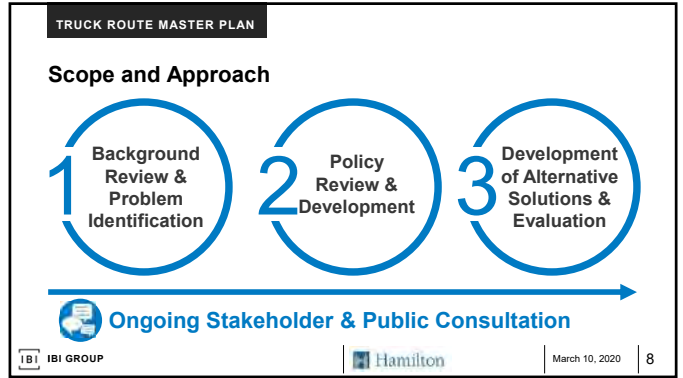 TRUCK ROUTE MASTER PLAN
Scope and Approach
1
Background
Review &
Problem
Identification
2
Policy
Review &
Development
3
Development
of Alternative
Solutions &
Evaluation
Ongoing Stakeholder & Public Consultation
IBI
IBI GROUP
Hamilton
March 10, 2020
8